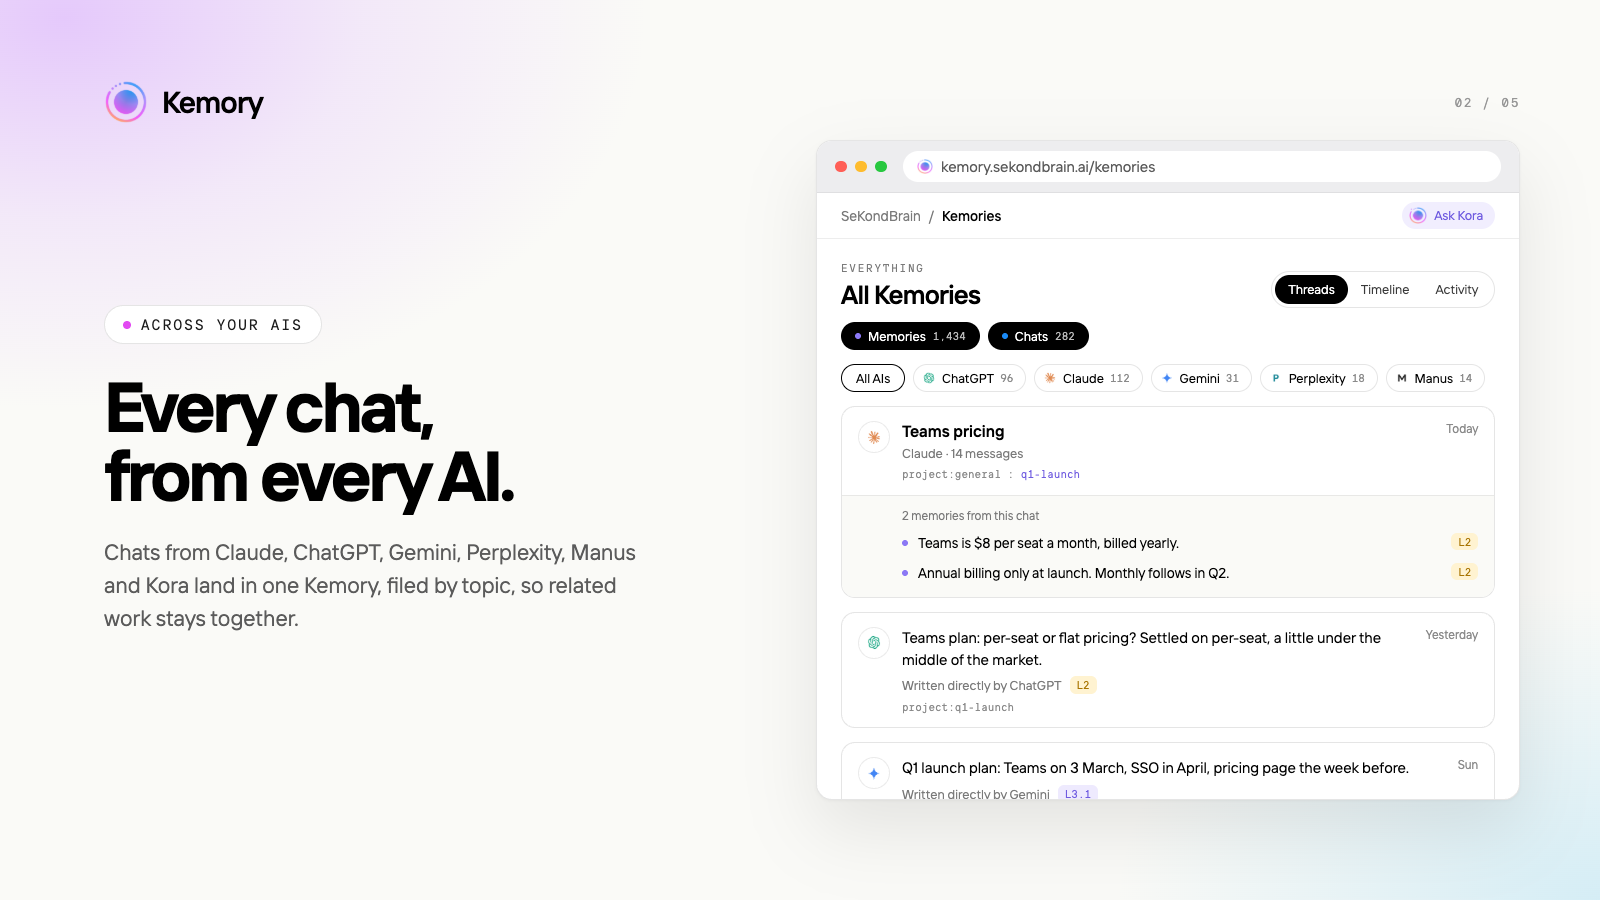 Kemory
02 / 05
ACROSS YOUR AIS
Every chat,
from every AI.
Chats from Claude, ChatGPT, Gemini, Perplexity, Manus
and Kora land in one Kemory, filed by topic, so related
work stays together.
kemory.sekondbrain.ai/kemories
SeKondBrain / Kemories
Ask Kora
EVERYTHING
All Kemories
Threads Timeline Activity
Memories 1,434 Chats 282
All AIs ChatGPT 96 Claude 112 Gemini 31 Perplexity 18 Manus 14
Teams pricing
Today
Claude · 14 messages
project:general : q1-launch
2 memories from this chat
Teams is $8 per seat a month, billed yearly. L2
Annual billing only at launch. Monthly follows in Q2. L2
Teams plan: per-seat or flat pricing? Settled on per-seat, a little under the
middle of the market.
Yesterday
Written directly by ChatGPT L2
project:q1-launch
Q1 launch plan: Teams on 3 March, SSO in April, pricing page the week before.
Sun
Written directly by Gemini L3.1